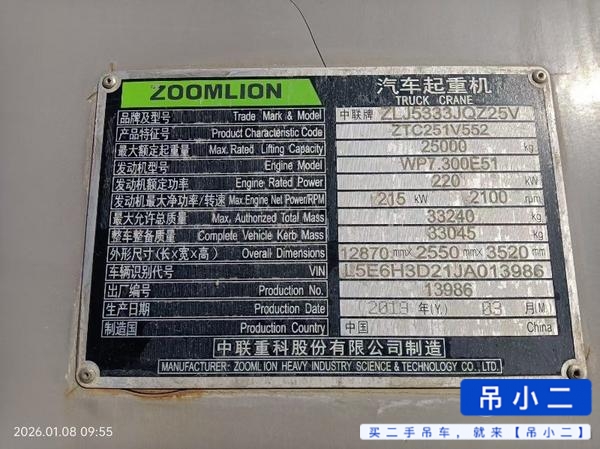 ZOOMLION 汽车起重机
TRUCK CRANE
品牌及型号 Trade Mark & Model 中联牌 ZLJ5333JQZ25V
产品特征号 Product Characteristic Code ZTC251V552
最大额定起重量 Max. Rated Lifting Capacity 25000 kg
发动机型号 Engine Model WP7.300E51
发动机额定功率 Engine Rated Power 220 kW
发动机最大净功率/转速 Max.Engine Net Power/RPM 215 kW 2100 rpm
最大允许总质量 Max. Authorized Total Mass 33240 kg
整车整备质量 Complete Vehicle Kerb Mass 33045 kg
外形尺寸(长×宽×高) Overall Dimensions 12870 mm× 2550 mm× 3520 mm
车辆识别代号 VIN L5E6H3D21JA013986
出厂编号 Production No. 13986
生产日期 Production Date 年(Y.) 03 月(M.)
制造国 Production Country 中国 China
中联重科股份有限公司制造
MANUFACTURER: ZOOMLION HEAVY INDUSTRY SCIENCE & TECHNOLOGY CO., LTD.
吊小二
买二手吊车，就来【吊小二】
2026.01.08 09:55